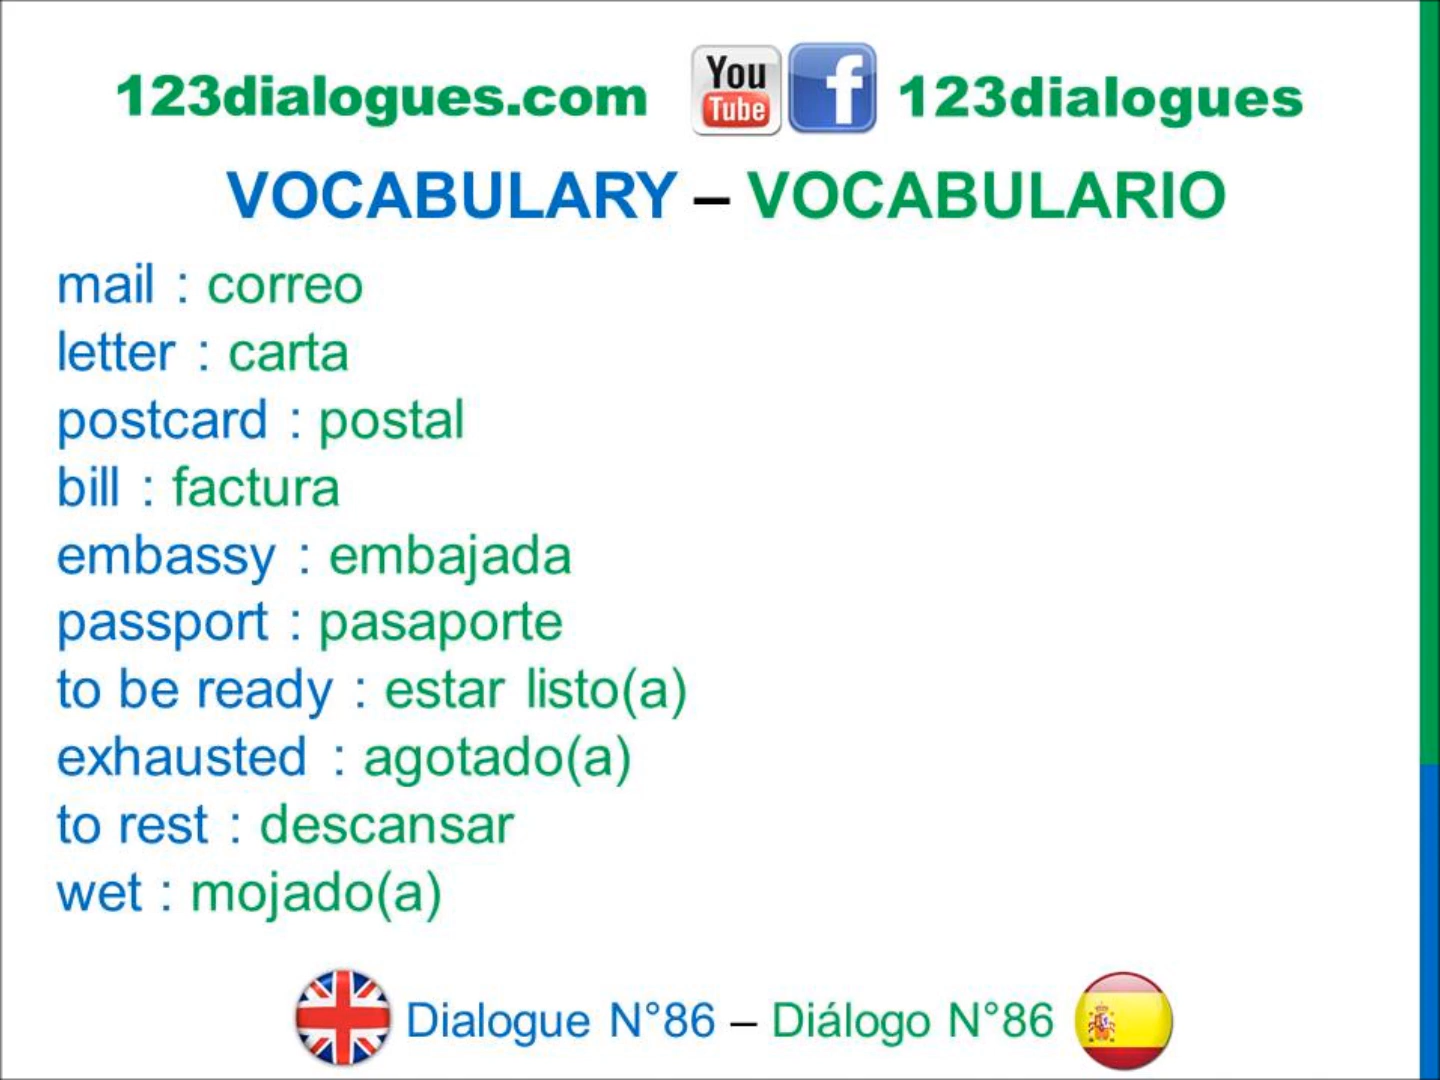 123dialogues.com You Tube f 123dialogues
VOCABULARY – VOCABULARIO
mail : correo
letter : carta
postcard : postal
bill : factura
embassy : embajada
passport : pasaporte
to be ready : estar listo(a)
exhausted : agotado(a)
to rest : descansar
wet : mojado(a)
Dialogue N°86 – Diálogo N°86